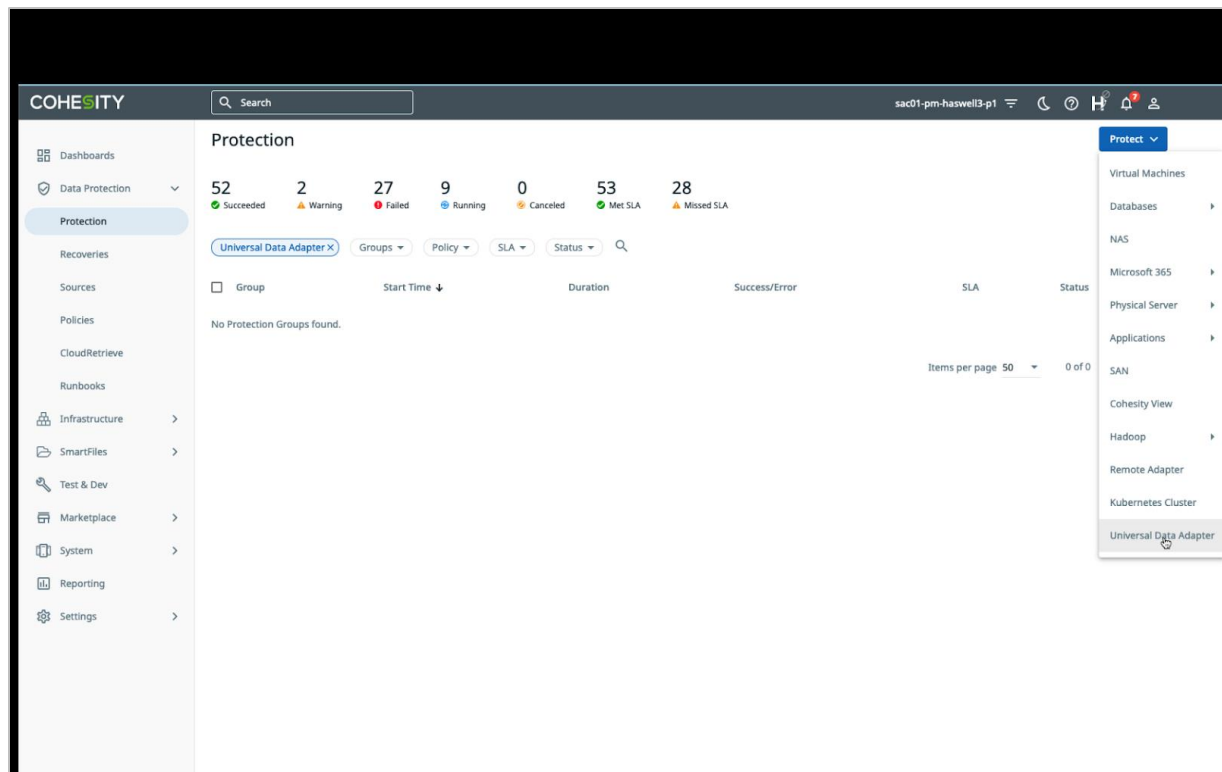 COHESITY
Search
sac01-pm-haswell3-p1
H
7
Dashboards
Data Protection
Protection
Recoveries
Sources
Policies
CloudRetrieve
Runbooks
Infrastructure
SmartFiles
Test & Dev
Marketplace
System
Reporting
Settings
Protection
Protect
52 2 27 9 0 53 28
Succeeded Warning Failed Running Canceled Met SLA Missed SLA
Universal Data Adapter × Groups Policy SLA Status
Group Start Time ↓ Duration Success/Error SLA Status
No Protection Groups found.
Items per page 50 0 of 0
Virtual Machines
Databases
NAS
Microsoft 365
Physical Server
Applications
SAN
Cohesity View
Hadoop
Remote Adapter
Kubernetes Cluster
Universal Data Adapter